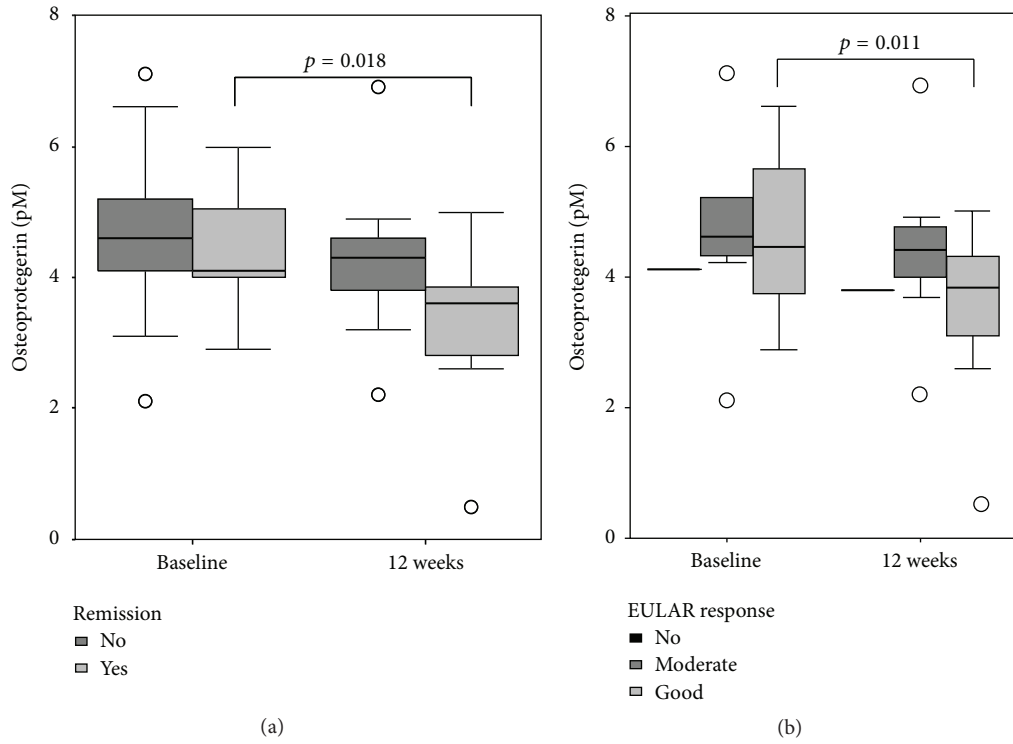 8
6
4
2
0
Osteoprotegerin (pM)
p = 0.018
Baseline
12 weeks
Remission
No
Yes
(a)
8
6
4
2
0
Osteoprotegerin (pM)
p = 0.011
Baseline
12 weeks
EULAR response
No
Moderate
Good
(b)